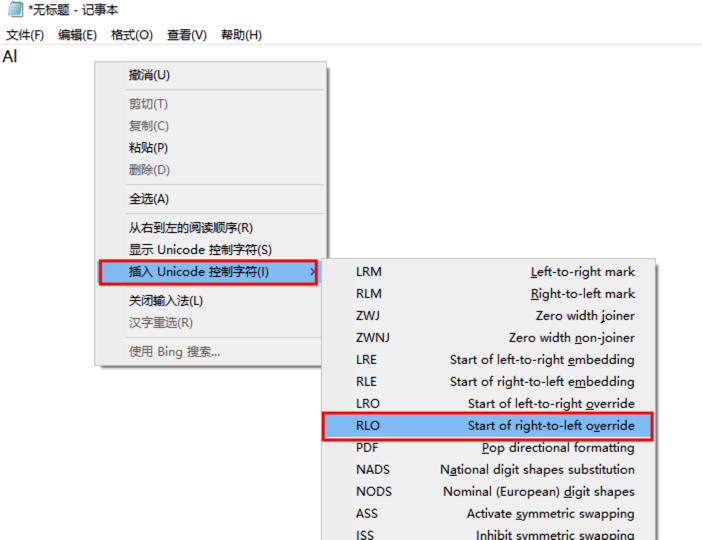 *无标题 - 记事本
文件(F) 编辑(E) 格式(O) 查看(V) 帮助(H)
Al
撤消(U)
剪切(T)
复制(C)
粘贴(P)
删除(D)
全选(A)
从右到左的阅读顺序(R)
显示 Unicode 控制字符(S)
插入 Unicode 控制字符(I)
关闭输入法(L)
汉字重选(R)
使用 Bing 搜索...
LRM Left-to-right mark
RLM Right-to-left mark
ZWJ Zero width joiner
ZWNJ Zero width non-joiner
LRE Start of left-to-right embedding
RLE Start of right-to-left embedding
LRO Start of left-to-right override
RLO Start of right-to-left override
PDF Pop directional formatting
NADS National digit shapes substitution
NODS Nominal (European) digit shapes
ASS Activate symmetric swapping
ISS Inhibit symmetric swapping